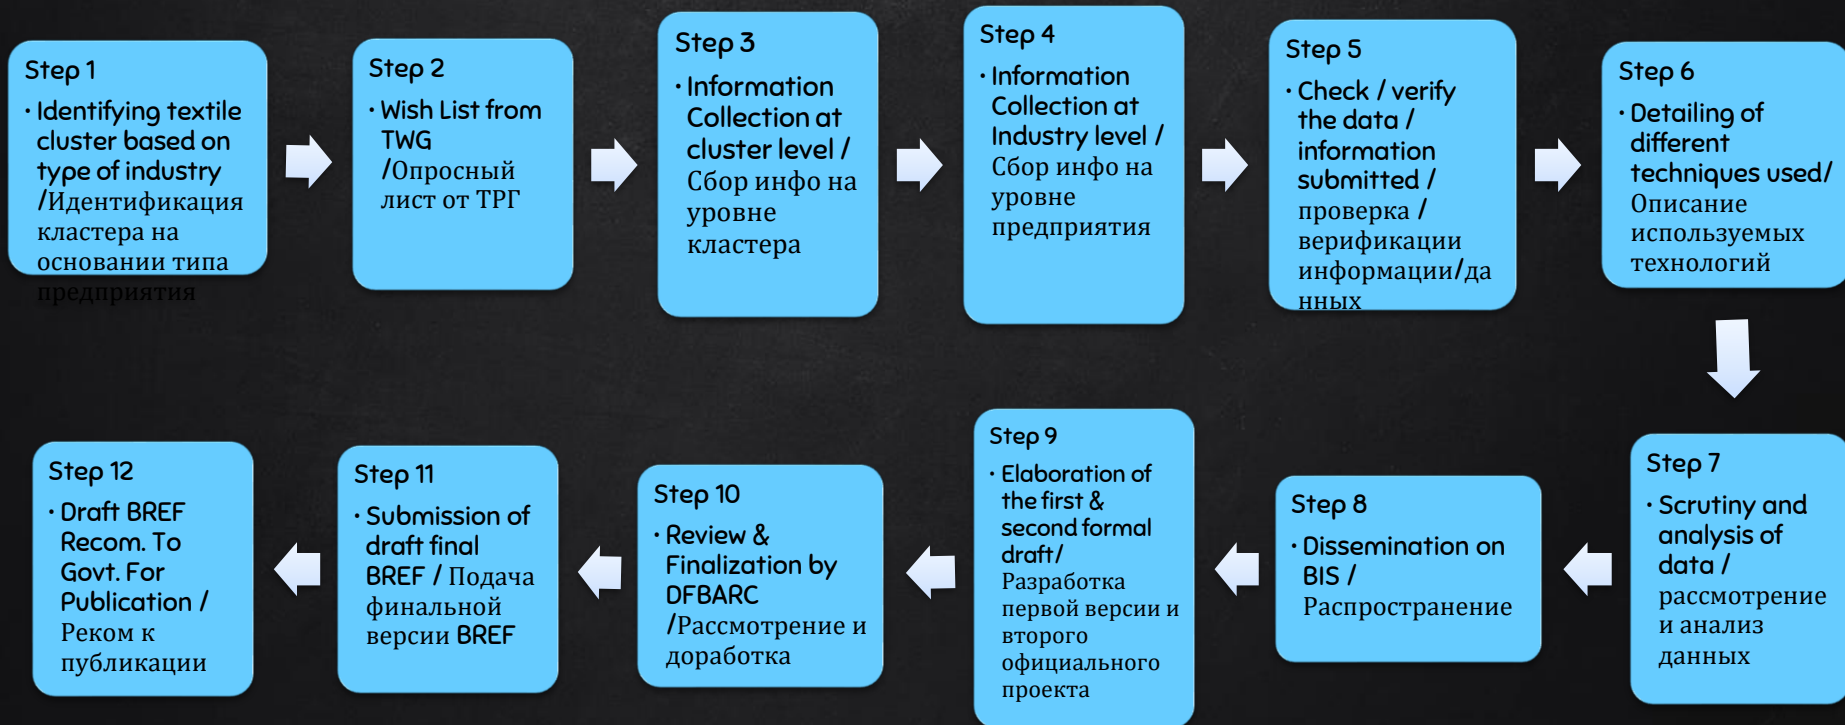 Step 1
· Identifying textile
cluster based on
type of industry
/Идентификация
кластера на
основании типа
предприятия
Step 2
· Wish List from
TWG
/Опросный
лист от ТРГ
Step 3
· Information
Collection at
cluster level /
Сбор инфо на
уровне
кластера
Step 4
· Information
Collection at
Industry level /
Сбор инфо на
уровне
предприятия
Step 5
· Check / verify
the data /
information
submitted /
проверка /
верификации
информации/да
нных
Step 6
· Detailing of
different
techniques used/
Описание
используемых
технологий
Step 7
· Scrutiny and
analysis of
data /
рассмотрение
и анализ
данных
Step 8
· Dissemination on
BIS /
Распространение
Step 9
· Elaboration of
the first &
second formal
draft/
Разработка
первой версии и
второго
официального
проекта
Step 10
· Review &
Finalization by
DFBARC
/Рассмотрение и
доработка
Step 11
· Submission of
draft final
BREF / Подача
финальной
версии BREF
Step 12
· Draft BREF
Recom. To
Govt. For
Publication /
Реком к
публикации